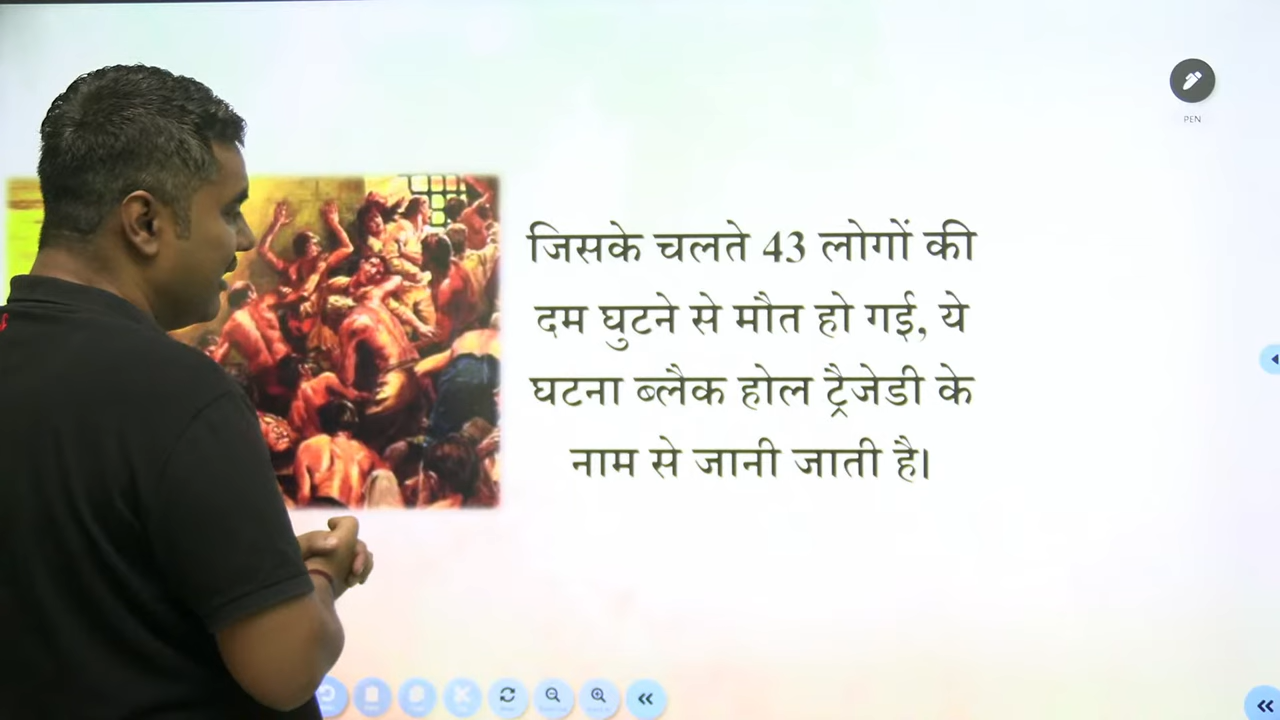 PEN
जिसके चलते 43 लोगों की
दम घुटने से मौत हो गई, ये
घटना ब्लैक होल ट्रैजेडी के
नाम से जानी जाती है।